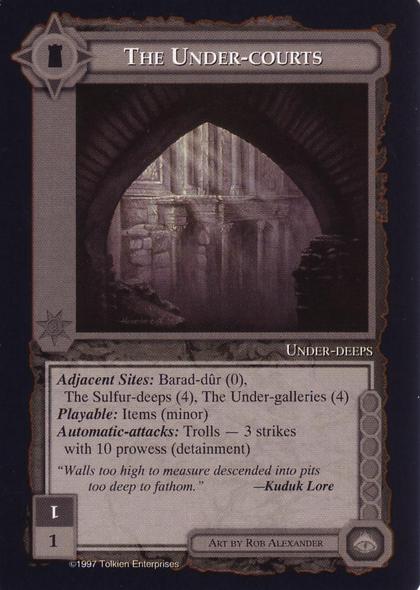 THE UNDER-COURTS
UNDER-DEEPS
Adjacent Sites: Barad-dûr (0),
The Sulfur-deeps (4), The Under-galleries (4)
Playable: Items (minor)
Automatic-attacks: Trolls — 3 strikes
with 10 prowess (detainment)
“Walls too high to measure descended into pits
too deep to fathom.” —Kuduk Lore
1
1
ART BY ROB ALEXANDER
©1997 Tolkien Enterprises